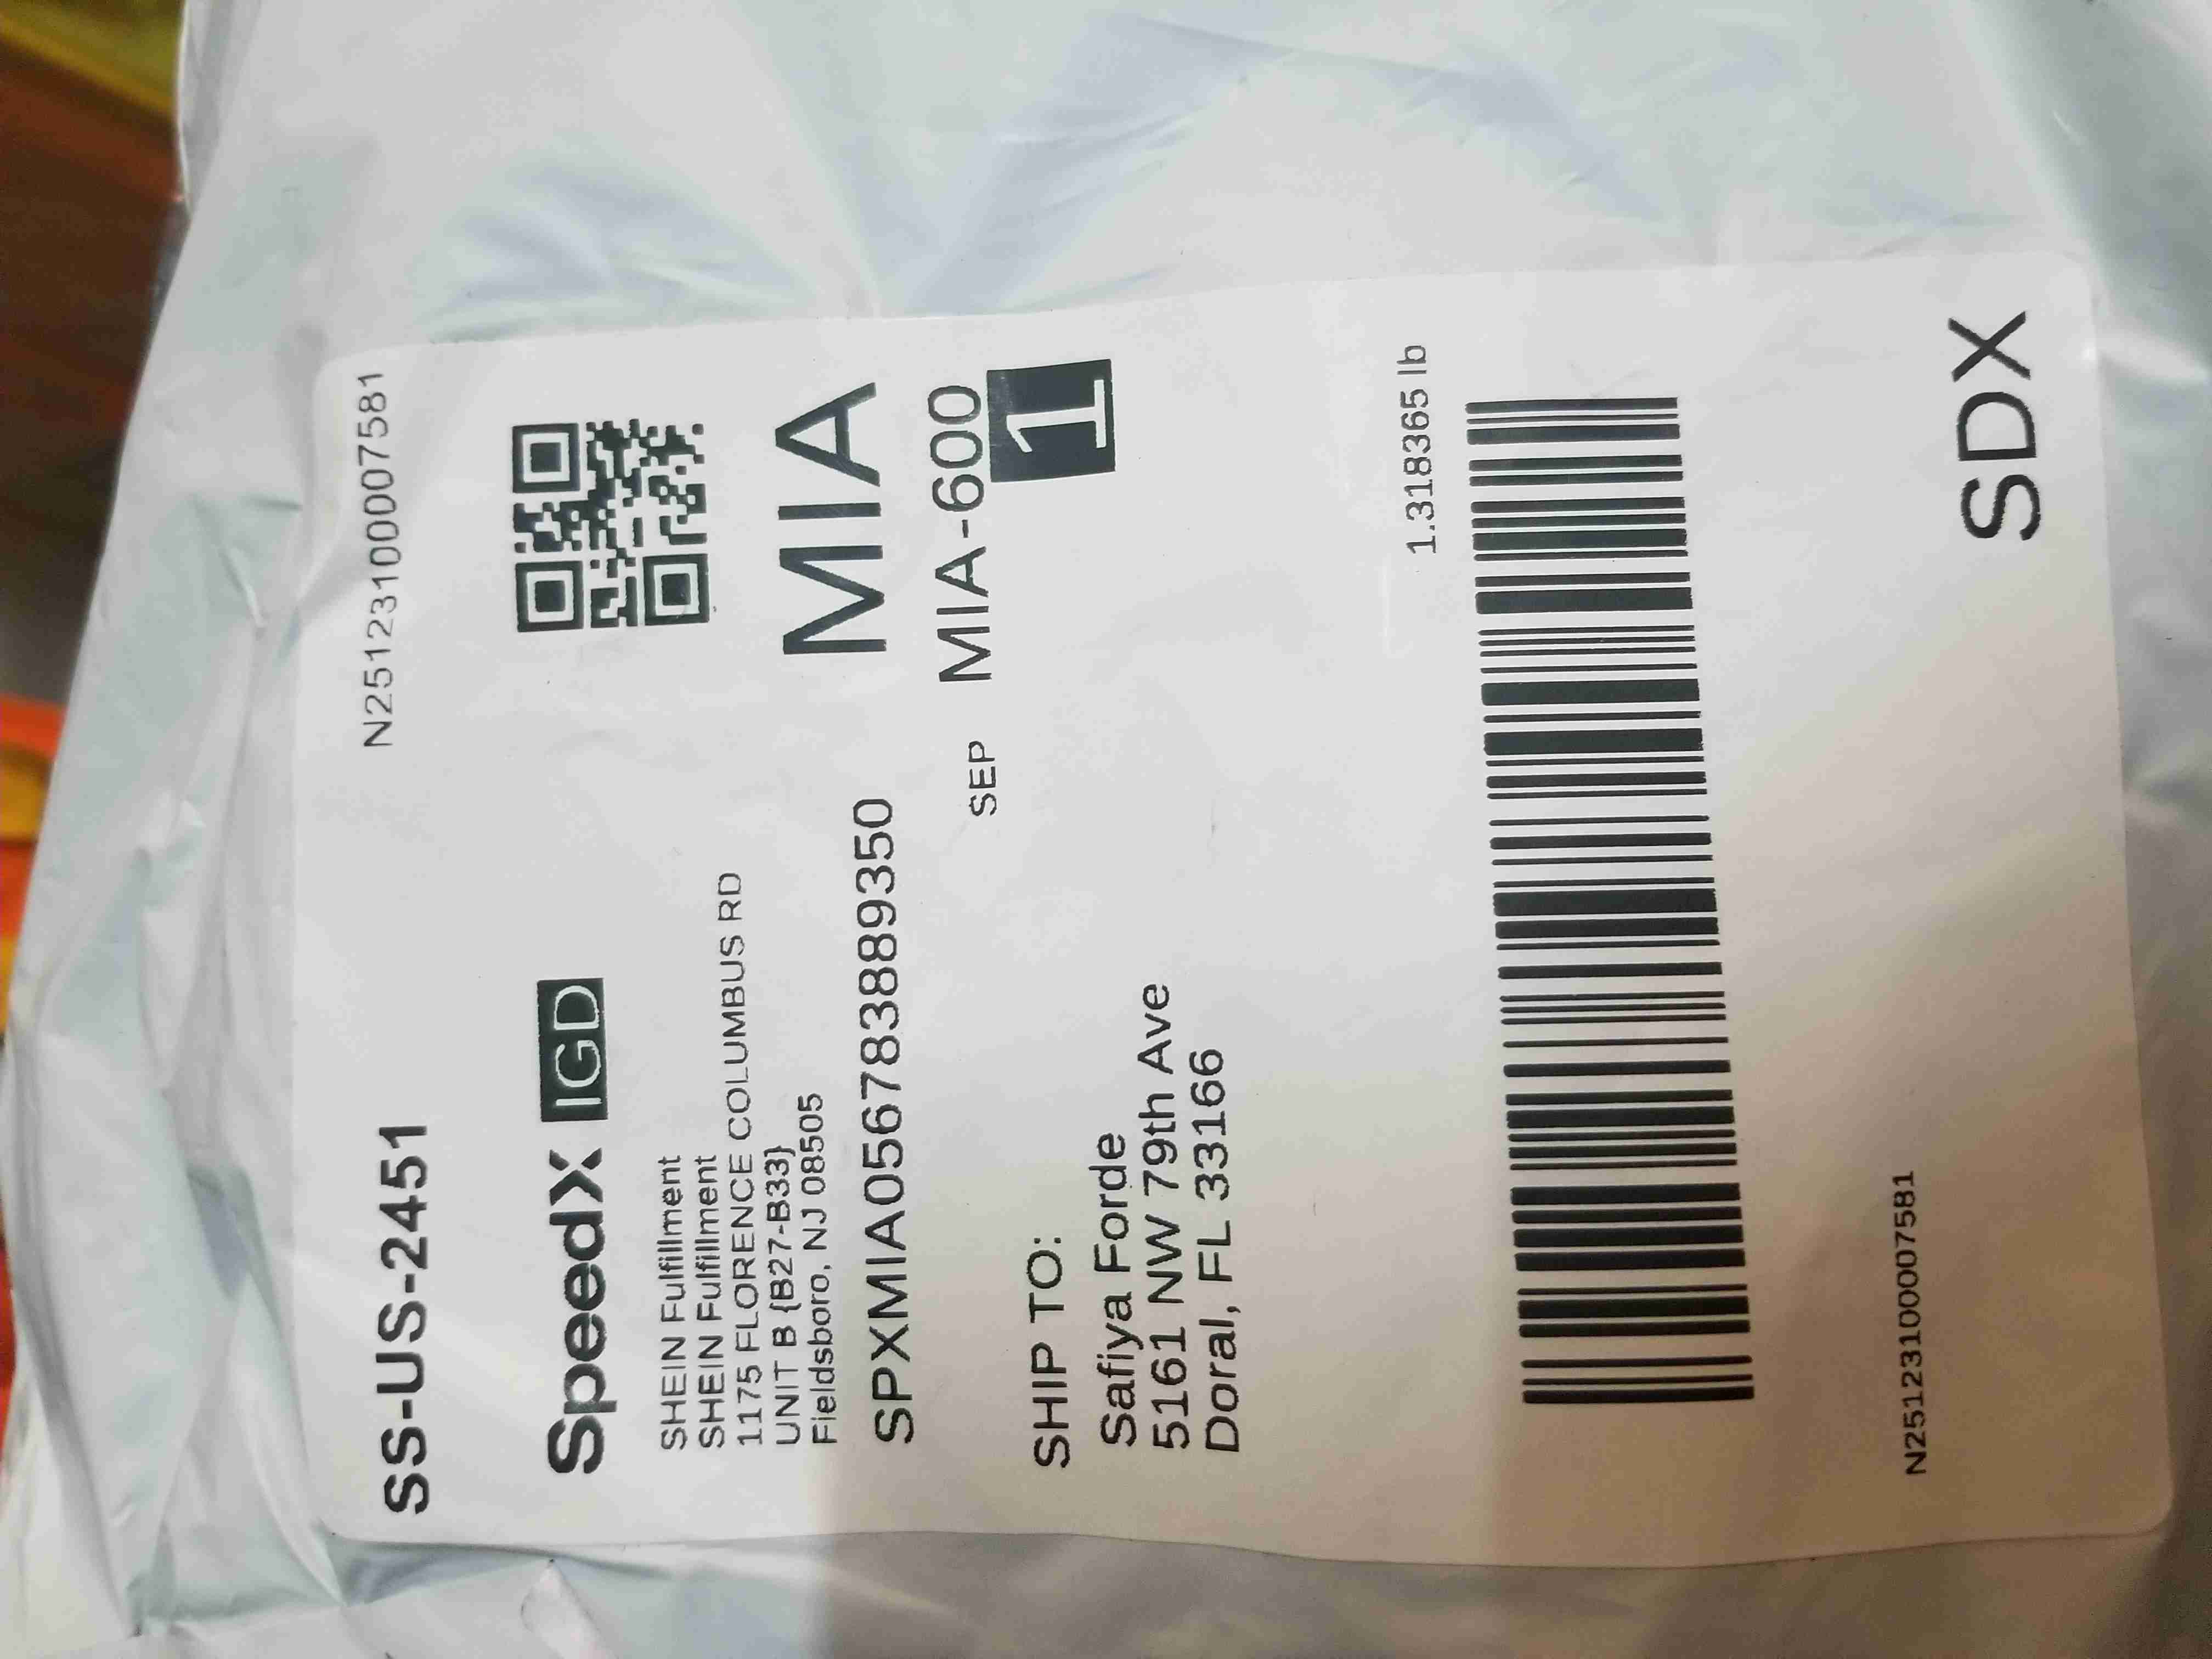 SS-US-2451
N25123100007581
SpeedX IGD
SHEIN Fulfillment
SHEIN Fulfillment
1175 FLORENCE COLUMBUS RD
UNIT B {B27-B33}
Fieldsboro, NJ 08505
MIA
SPXMIA056783889350
SEP MIA-600
1
SHIP TO:
Safiya Forde
5161 NW 79th Ave
Doral, FL 33166
1.318365 lb
N25123100007581
SDX